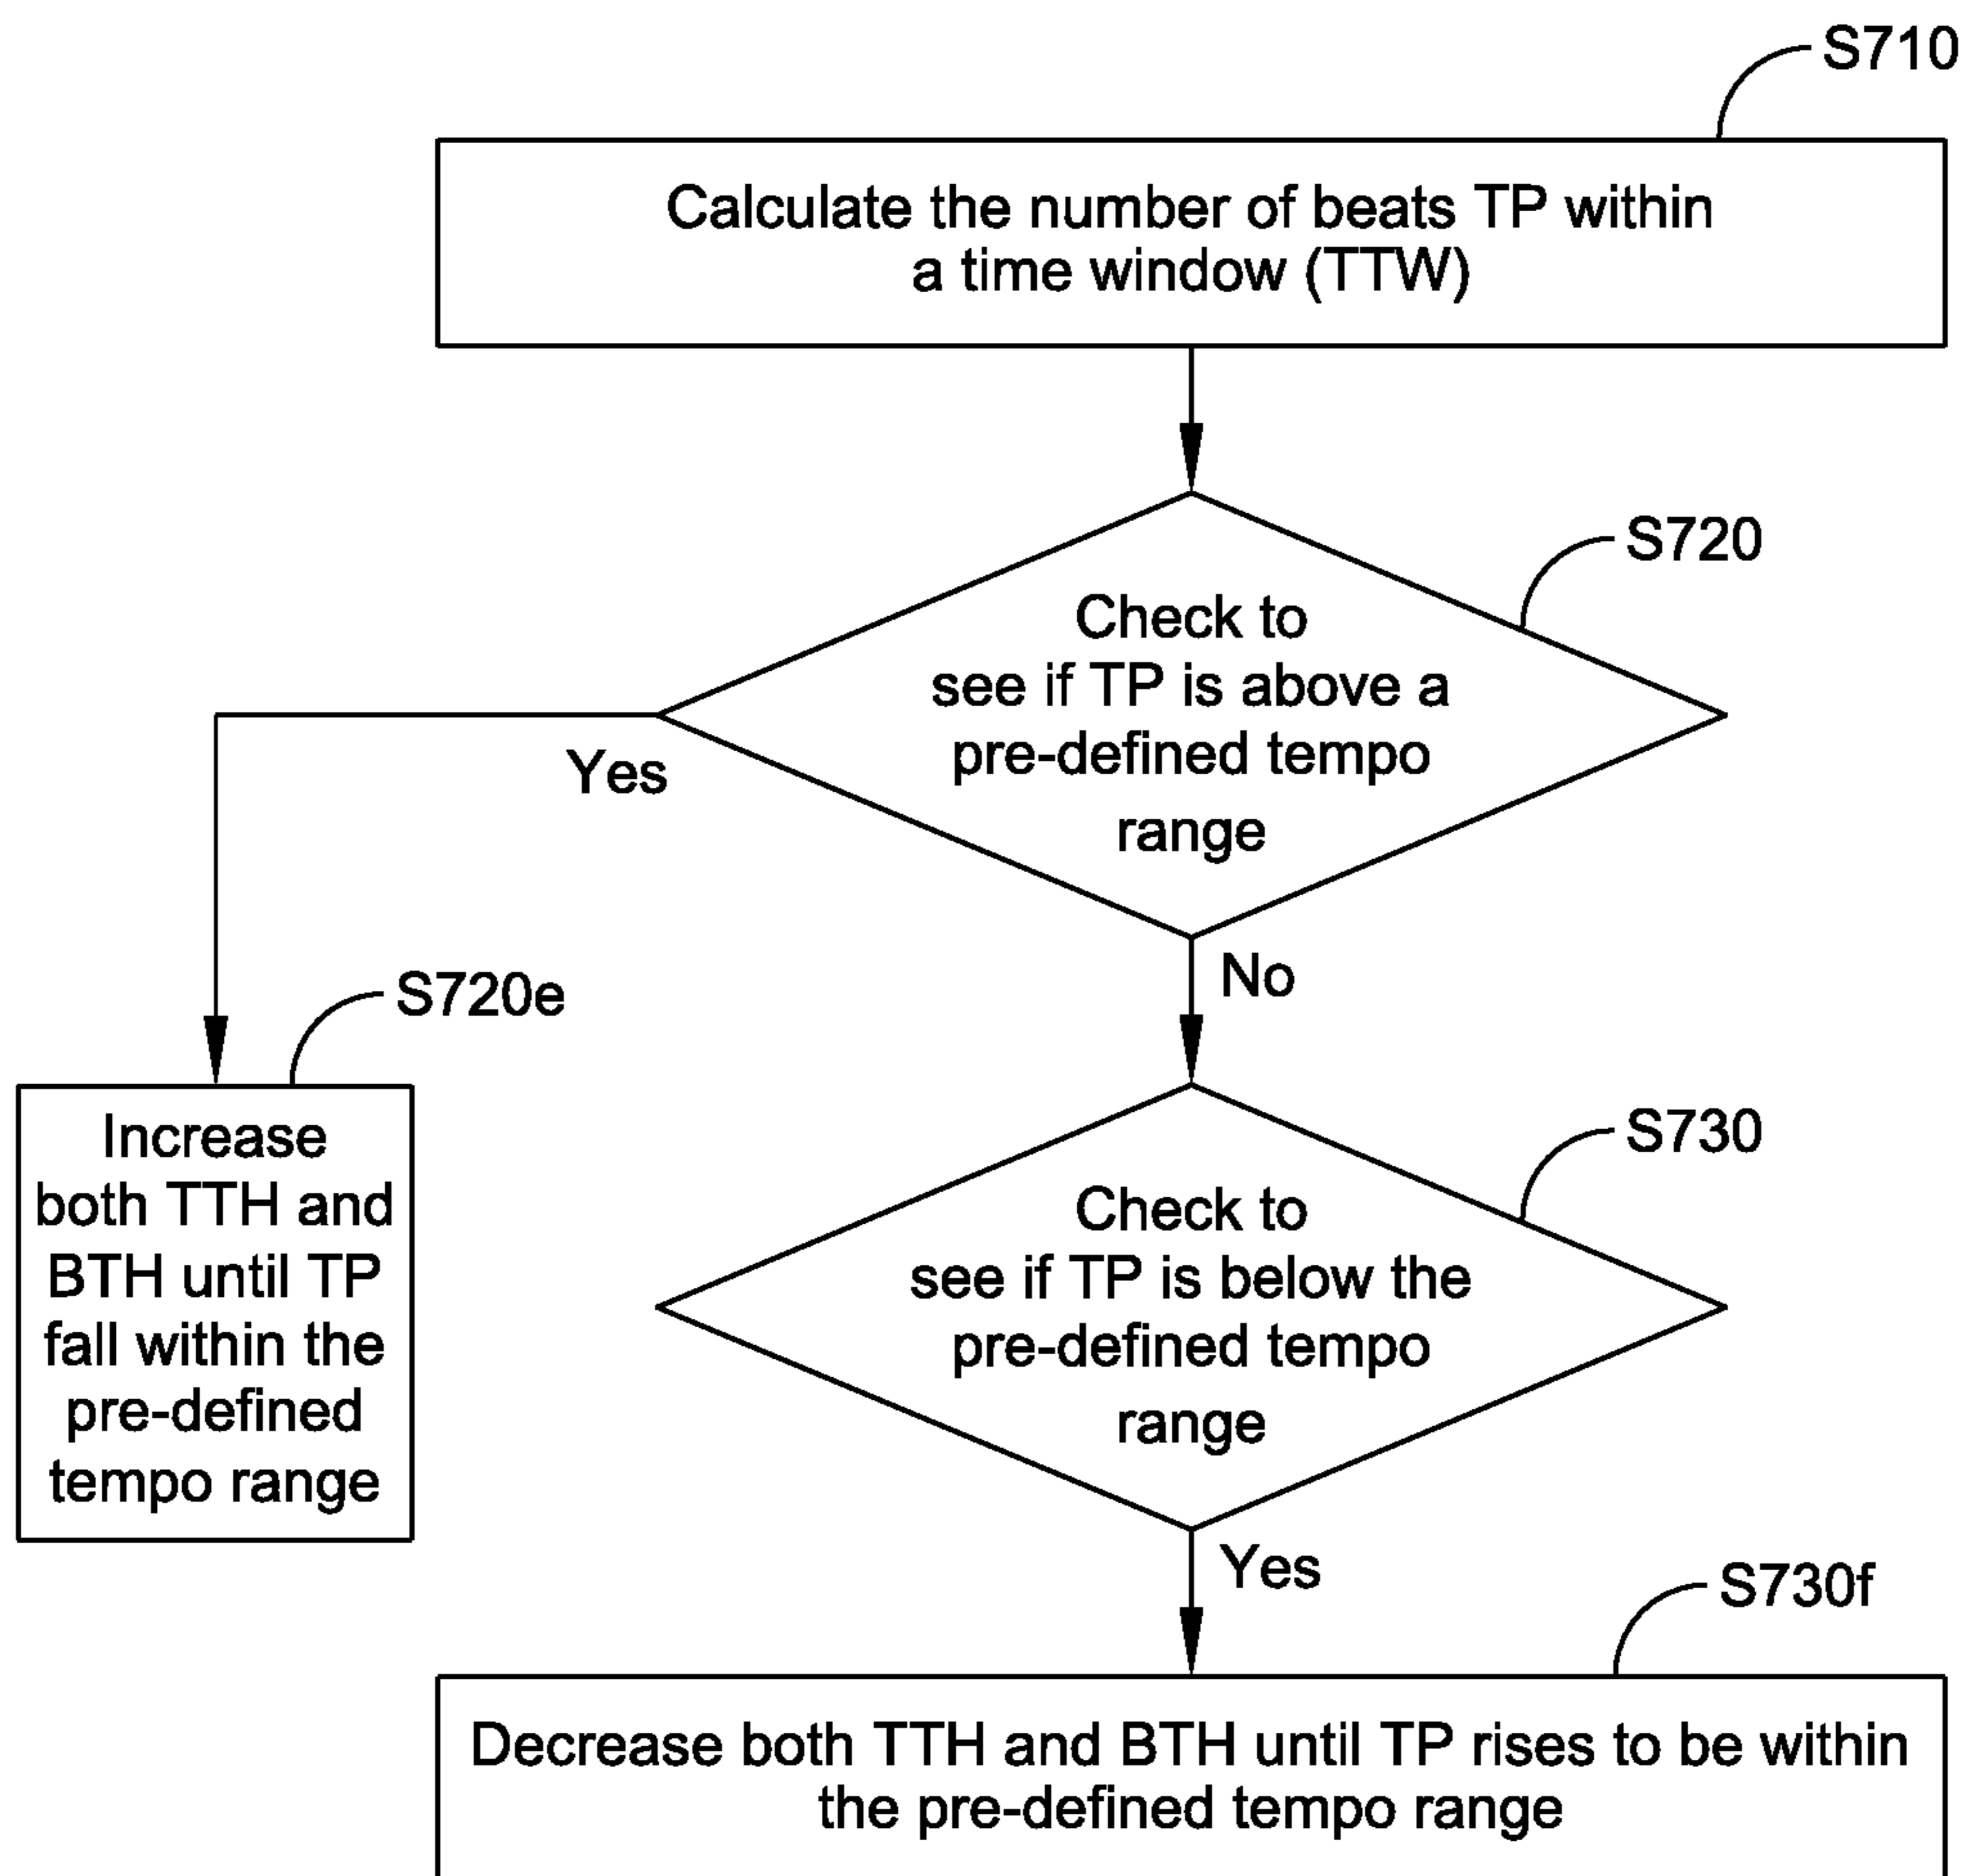 S710
Calculate the number of beats TP within
a time window (TTW)
S720
Check to
see if TP is above a
pre-defined tempo
range
Yes
No
S720e
Increase
both TTH and
BTH until TP
fall within the
pre-defined
tempo range
S730
Check to
see if TP is below the
pre-defined tempo
range
Yes
S730f
Decrease both TTH and BTH until TP rises to be within
the pre-defined tempo range